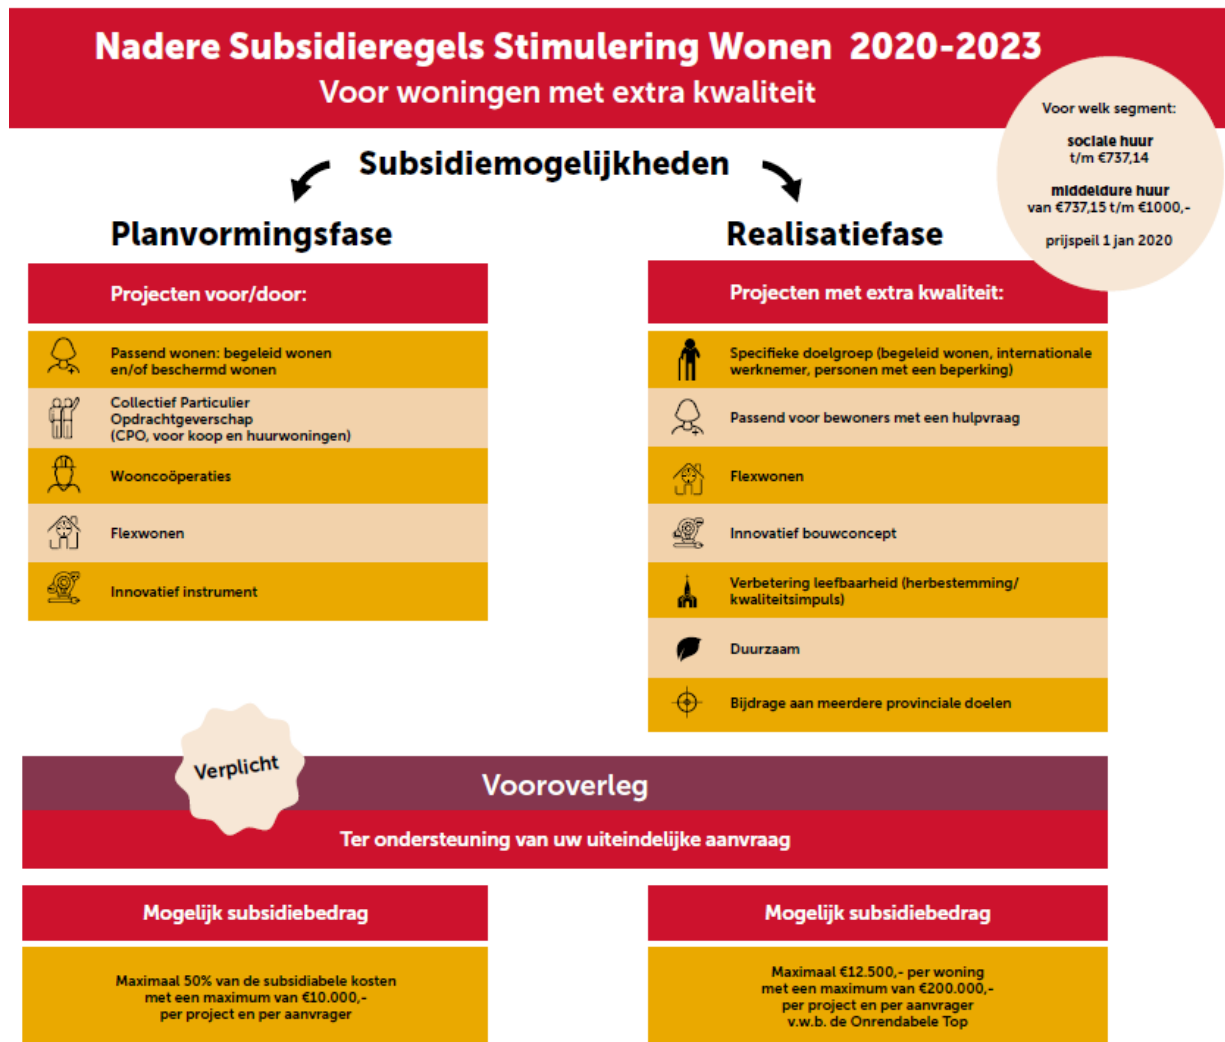 Nadere Subsidieregels Stimulering Wonen 2020-2023
Voor woningen met extra kwaliteit
Voor welk segment:
sociale huur
t/m €737,14
middeldure huur
van €737,15 t/m €1000,-
prijspeil 1 jan 2020
Subsidiemogelijkheden
Planvormingsfase
Projecten voor/door:
Passend wonen: begeleid wonen
en/of beschermd wonen
Collectief Particulier
Opdrachtgeverschap
(CPO, voor koop en huurwoningen)
Wooncoöperaties
Flexwonen
Innovatief instrument
Realisatiefase
Projecten met extra kwaliteit:
Specifieke doelgroep (begeleid wonen, internationale
werknemer, personen met een beperking)
Passend voor bewoners met een hulpvraag
Flexwonen
Innovatief bouwconcept
Verbetering leefbaarheid (herbestemming/
kwaliteitsimpuls)
Duurzaam
Bijdrage aan meerdere provinciale doelen
Verplicht
Vooroverleg
Ter ondersteuning van uw uiteindelijke aanvraag
Mogelijk subsidiebedrag
Maximaal 50% van de subsidiabele kosten
met een maximum van €10.000,-
per project en per aanvrager
Mogelijk subsidiebedrag
Maximaal €12.500,- per woning
met een maximum van €200.000,-
per project en per aanvrager
v.w.b. de Onrendabele Top